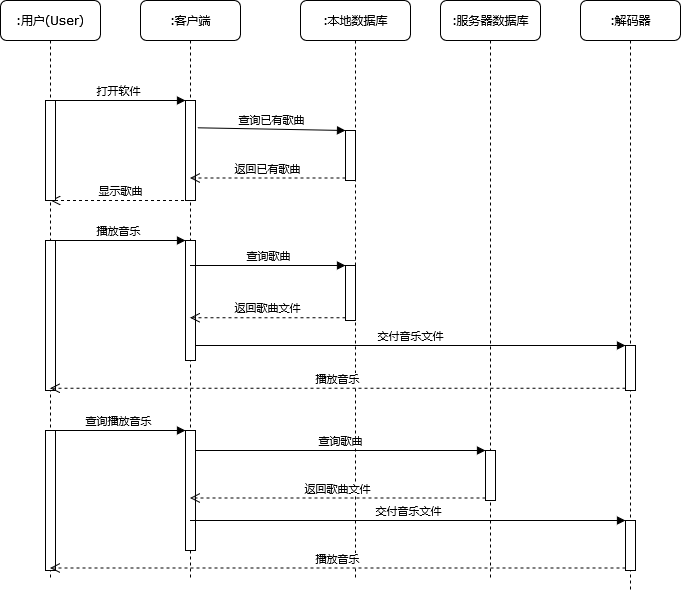 :用户(User)
:客户端
:本地数据库
:服务器数据库
:解码器
打开软件
查询已有歌曲
返回已有歌曲
显示歌曲
播放音乐
查询歌曲
返回歌曲文件
交付音乐文件
播放音乐
查询播放音乐
查询歌曲
返回歌曲文件
交付音乐文件
播放音乐